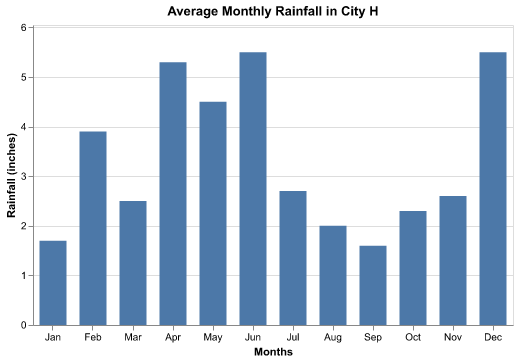 Average Monthly Rainfall in City H
Rainfall (inches)
6
5
4
3
2
1
0
Jan Feb Mar Apr May Jun Jul Aug Sep Oct Nov Dec
Months